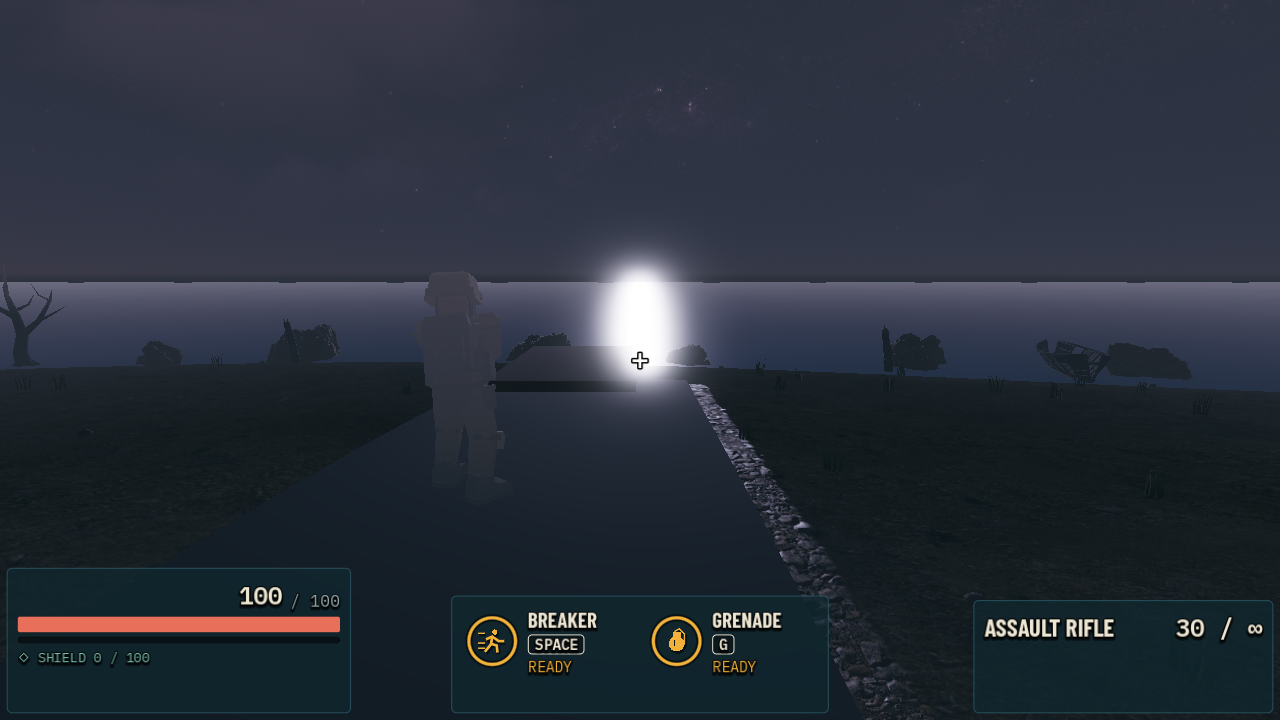 100 / 100
◇ SHIELD 0 / 100
BREAKER
SPACE
READY
GRENADE
G
READY
ASSAULT RIFLE 30 / ∞